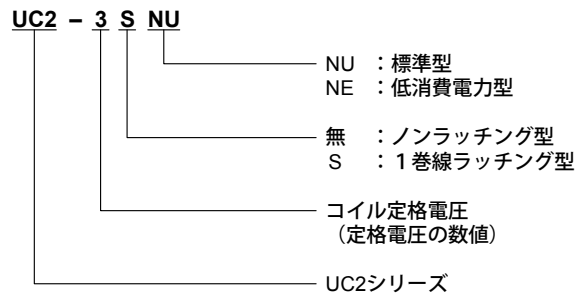 UC2 − 3 S NU
NU ：標準型
NE ：低消費電力型
無 ：ノンラッチング型
S ：１巻線ラッチング型
コイル定格電圧
（定格電圧の数値）
UC2シリーズ